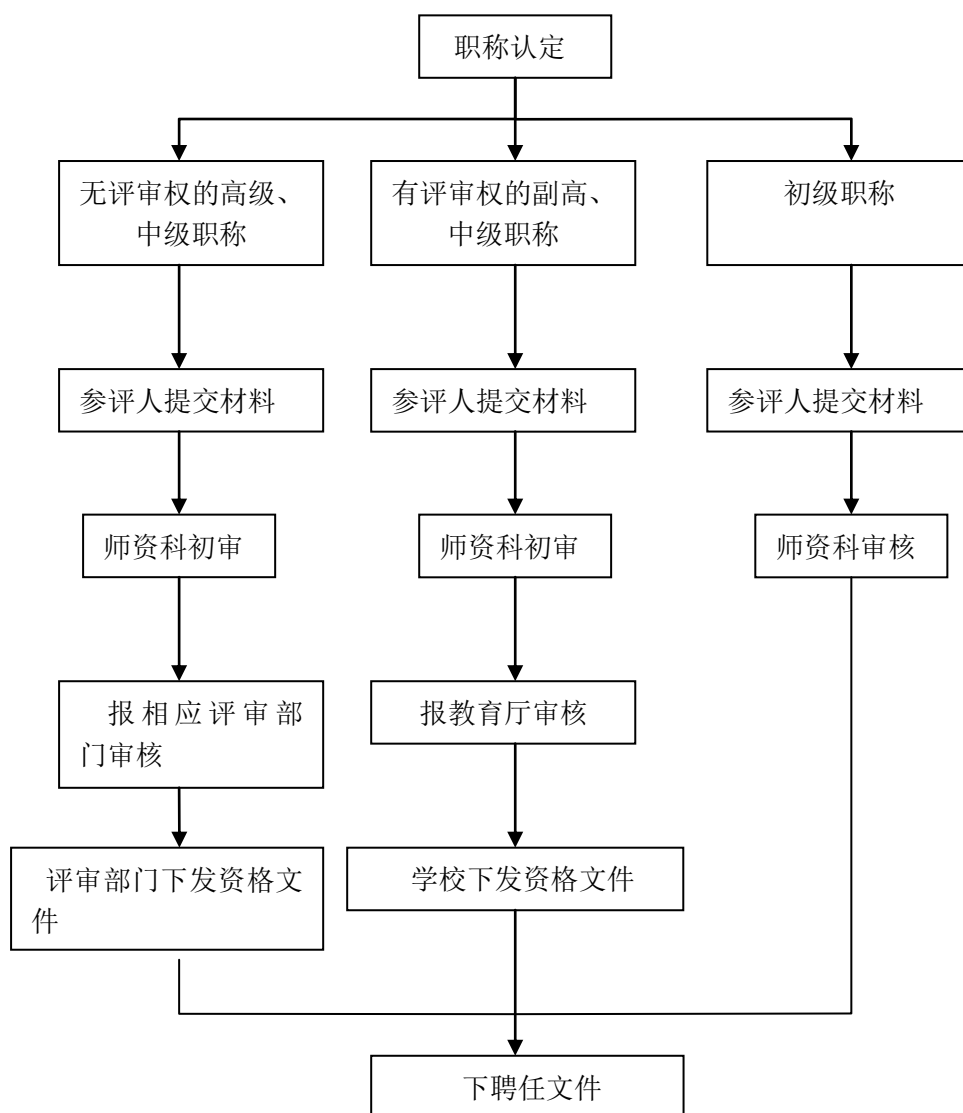 职称认定
无评审权的高级、
中级职称
有评审权的副高、
中级职称
初级职称
参评人提交材料
参评人提交材料
参评人提交材料
师资科初审
师资科初审
师资科审核
报相应评审部
门审核
报教育厅审核
评审部门下发资格文
件
学校下发资格文件
下聘任文件